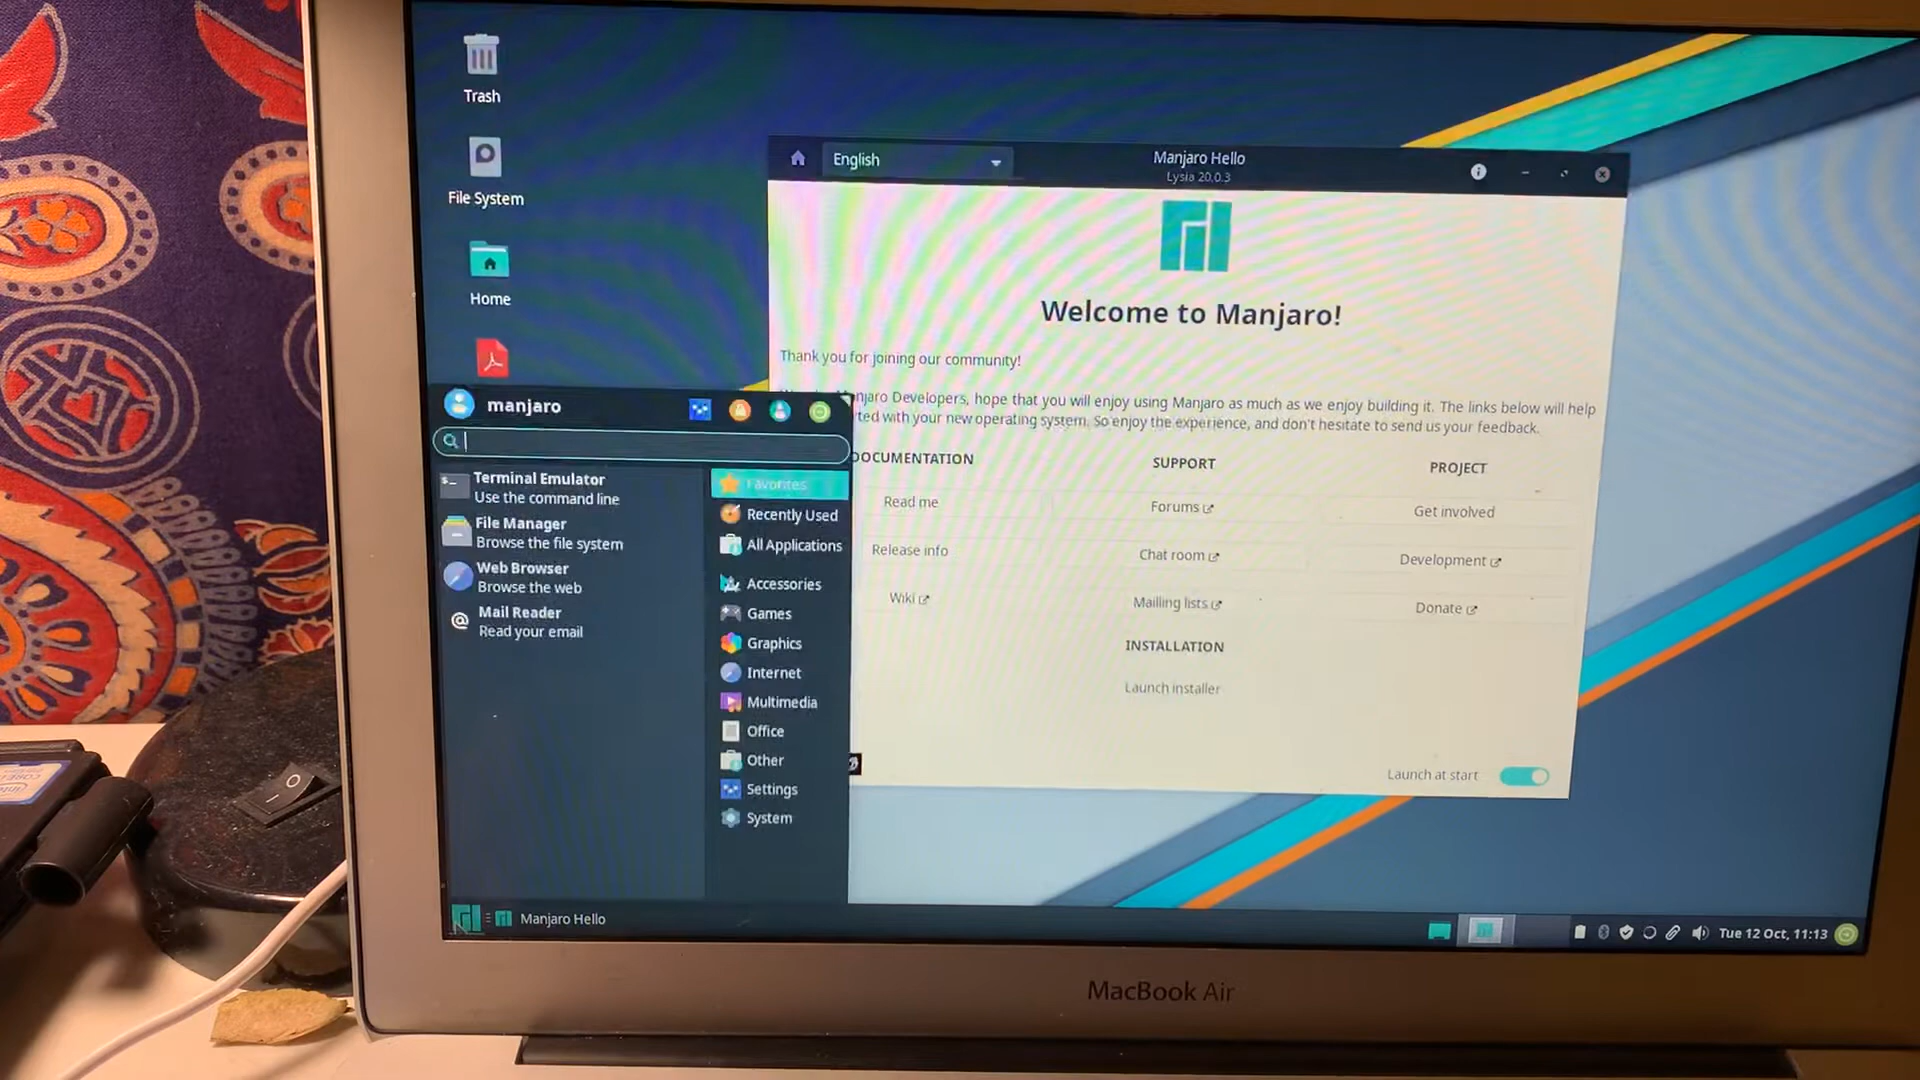 Trash
File System
Home
English
Manjaro Hello
Lysia 20.0.3
Welcome to Manjaro!
Thank you for joining our community!
njaro Developers, hope that you will enjoy using Manjaro as much as we enjoy building it. The links below will help
ted with your new operating system. So enjoy the experience, and don't hesitate to send us your feedback.
DOCUMENTATION
SUPPORT
PROJECT
Read me
Forums
Get involved
Release info
Chat room
Development
Wiki
Mailling lists
Donate
INSTALLATION
Launch installer
Launch at start
manjaro
Terminal Emulator
Use the command line
File Manager
Browse the file system
Web Browser
Browse the web
Mail Reader
Read your email
Favorites
Recently Used
All Applications
Accessories
Games
Graphics
Internet
Multimedia
Office
Other
Settings
System
Manjaro Hello
Tue 12 Oct, 11:13
MacBook Air